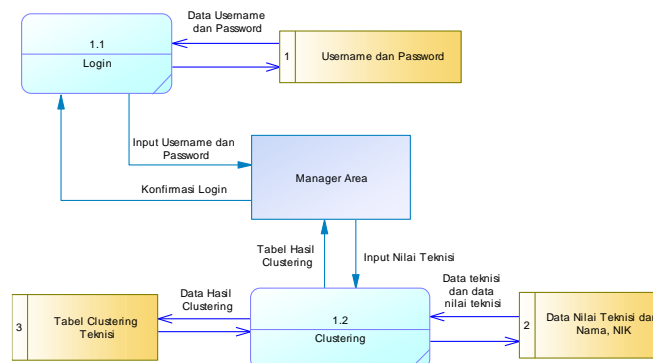 Data Username
dan Password
1.1
Login
1
Username dan Password
Input Username dan
Password
Konfirmasi Login
Manager Area
Tabel Hasil
Clustering
Input Nilai Teknisi
Data Hasil
Clustering
Data teknisi
dan data
nilai teknisi
3
Tabel Clustering
Teknisi
1.2
Clustering
2
Data Nilai Teknisi
Nama, NIK